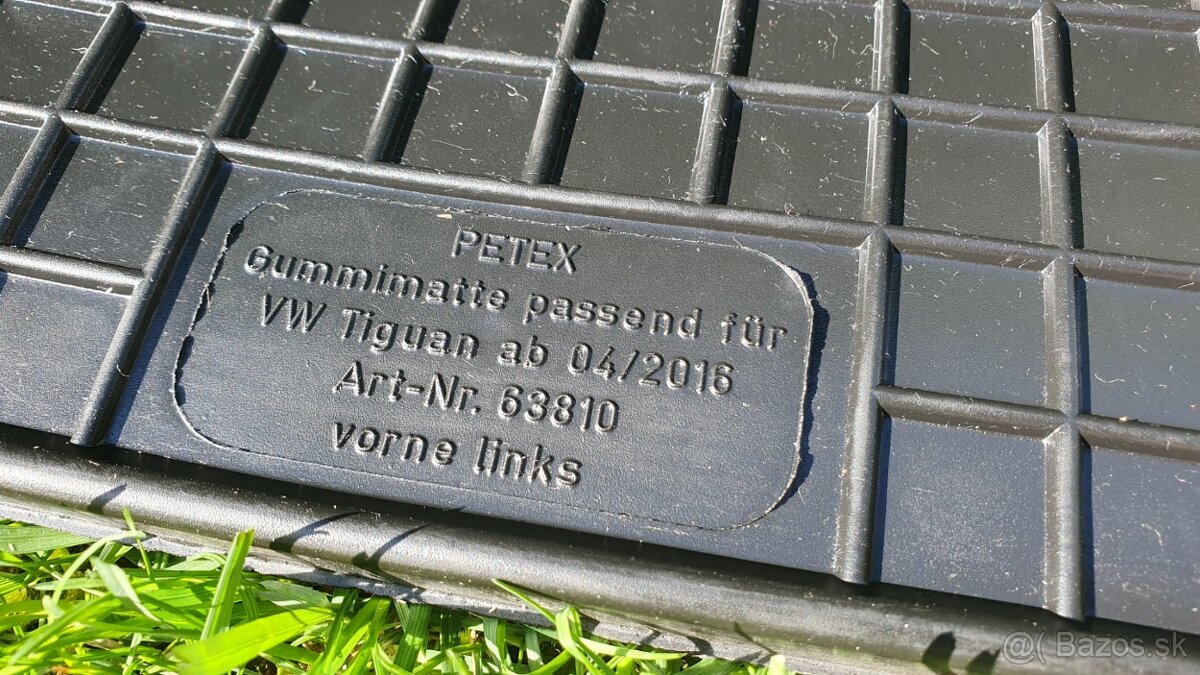 PETEX
Gummimatte passend für
VW Tiguan ab 04/2016
Art-Nr. 63810
vorne links
@( Bazos.sk